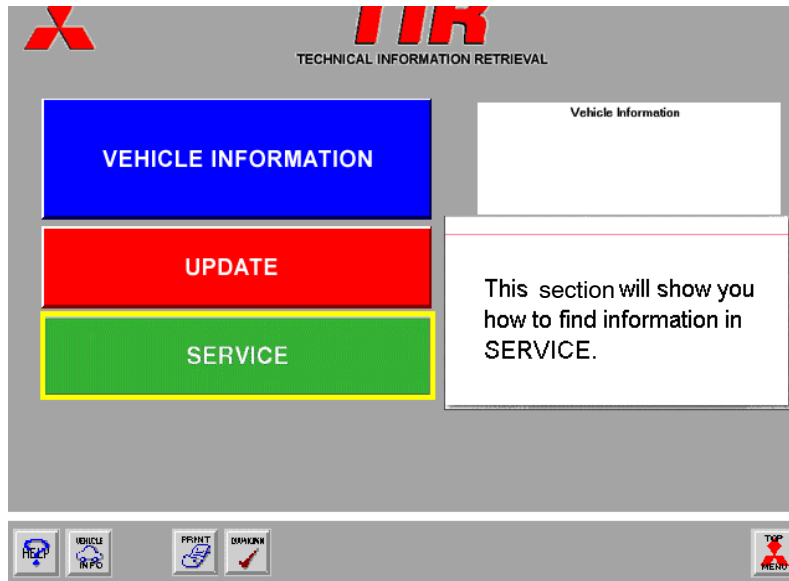 TIR
TECHNICAL INFORMATION RETRIEVAL
Vehicle Information
VEHICLE INFORMATION
UPDATE
This section will show you
how to find information in
SERVICE.
SERVICE
HELP
VEHICLE
INFO
PRINT
TOP
MENU